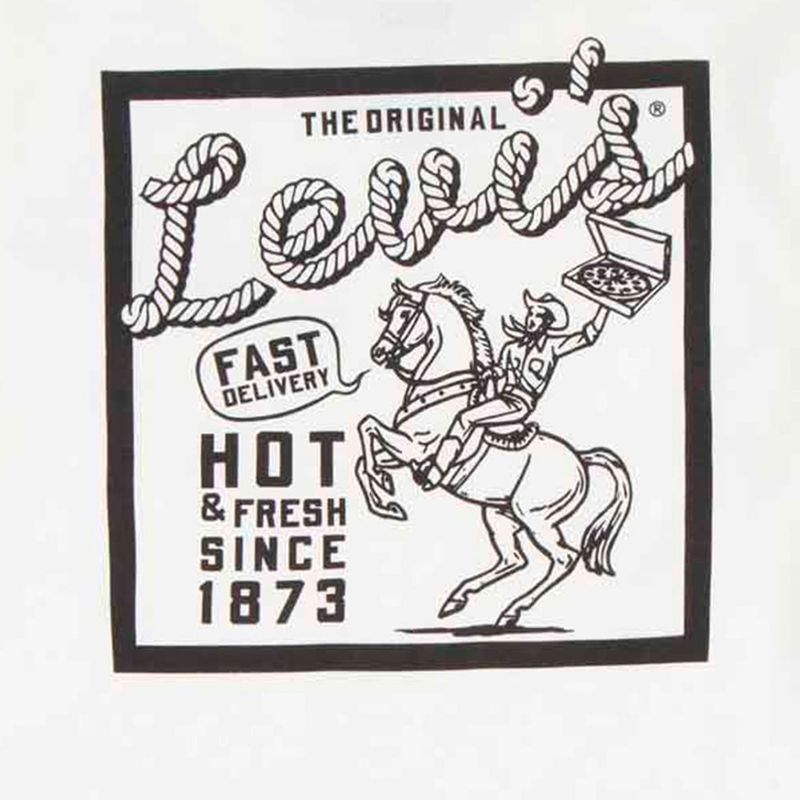 THE ORIGINAL
Levi's®
FAST
DELIVERY
HOT
& FRESH
SINCE
1873